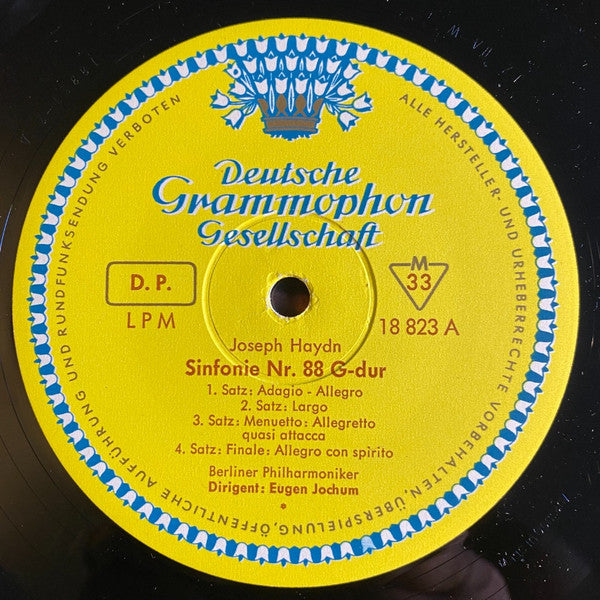 ALLE HERSTELLER- UND URHEBERRECHTE VORBEHALTEN. ÜBERSPIELUNG, ÖFFENTLICHE AUFFÜHRUNG UND RUNDFUNKSENDUNG VERBOTEN
Deutsche
Grammophon
Gesellschaft
D. P.
LPM
M
33
18 823 A
Joseph Haydn
Sinfonie Nr. 88 G-dur
1. Satz: Adagio - Allegro
2. Satz: Largo
3. Satz: Menuetto: Allegretto
quasi attacca
4. Satz: Finale: Allegro con spirito
Berliner Philharmoniker
Dirigent: Eugen Jochum
*